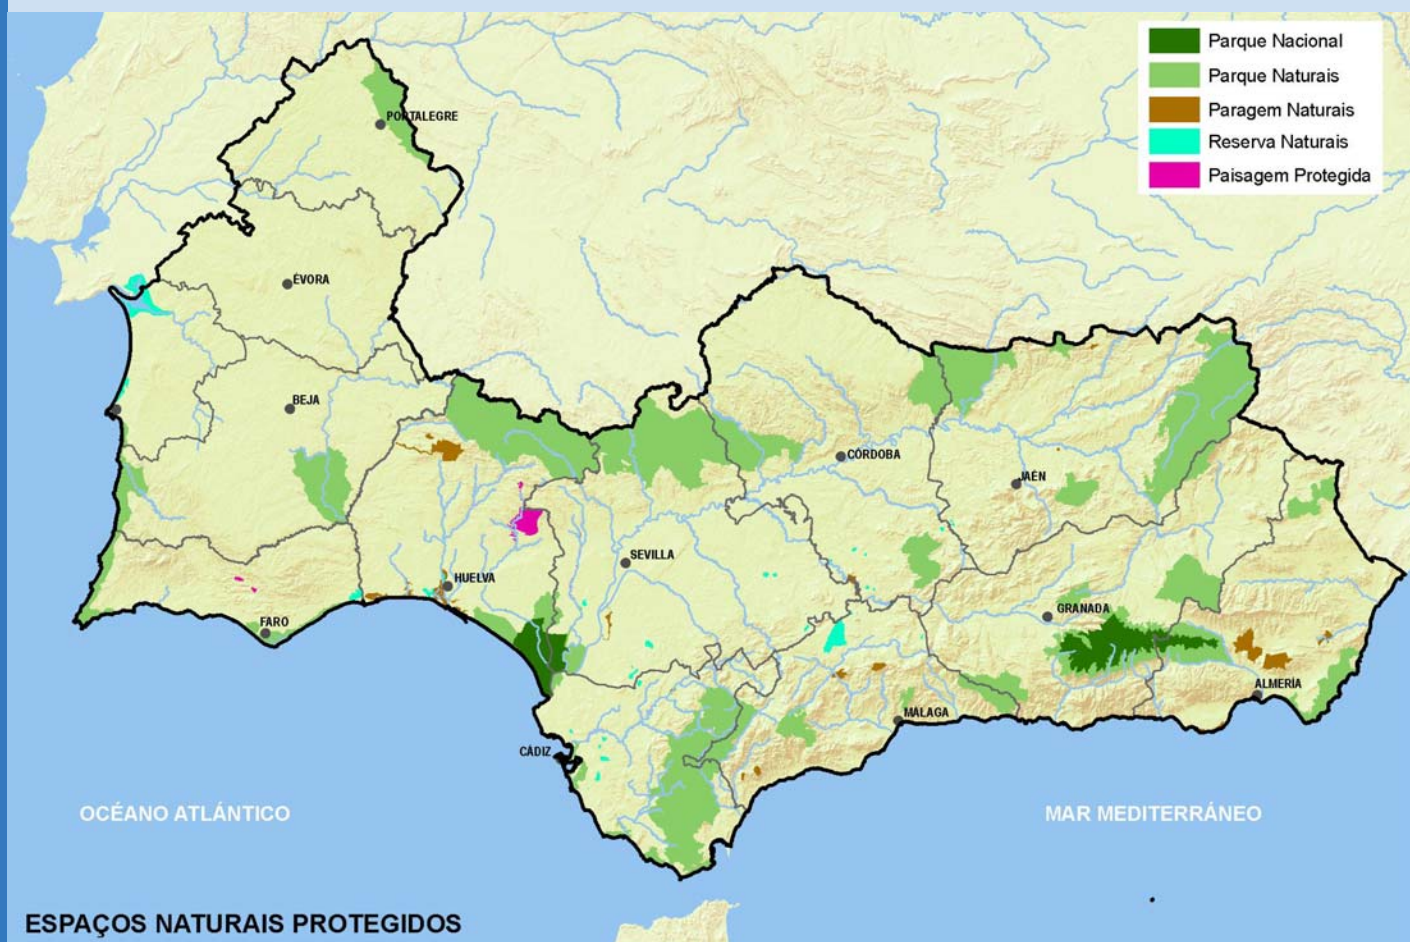 Parque Nacional
Parque Naturais
Paragem Naturais
Reserva Naturais
Paisagem Protegida
PORTALEGRE
ÉVORA
BEJA
CÓRDOBA
JAÉN
SEVILLA
HUELVA
GRANADA
FARO
ALMERÍA
MÁLAGA
CÁDIZ
OCÉANO ATLÁNTICO
MAR MEDITERRÁNEO
ESPAÇOS NATURAIS PROTEGIDOS